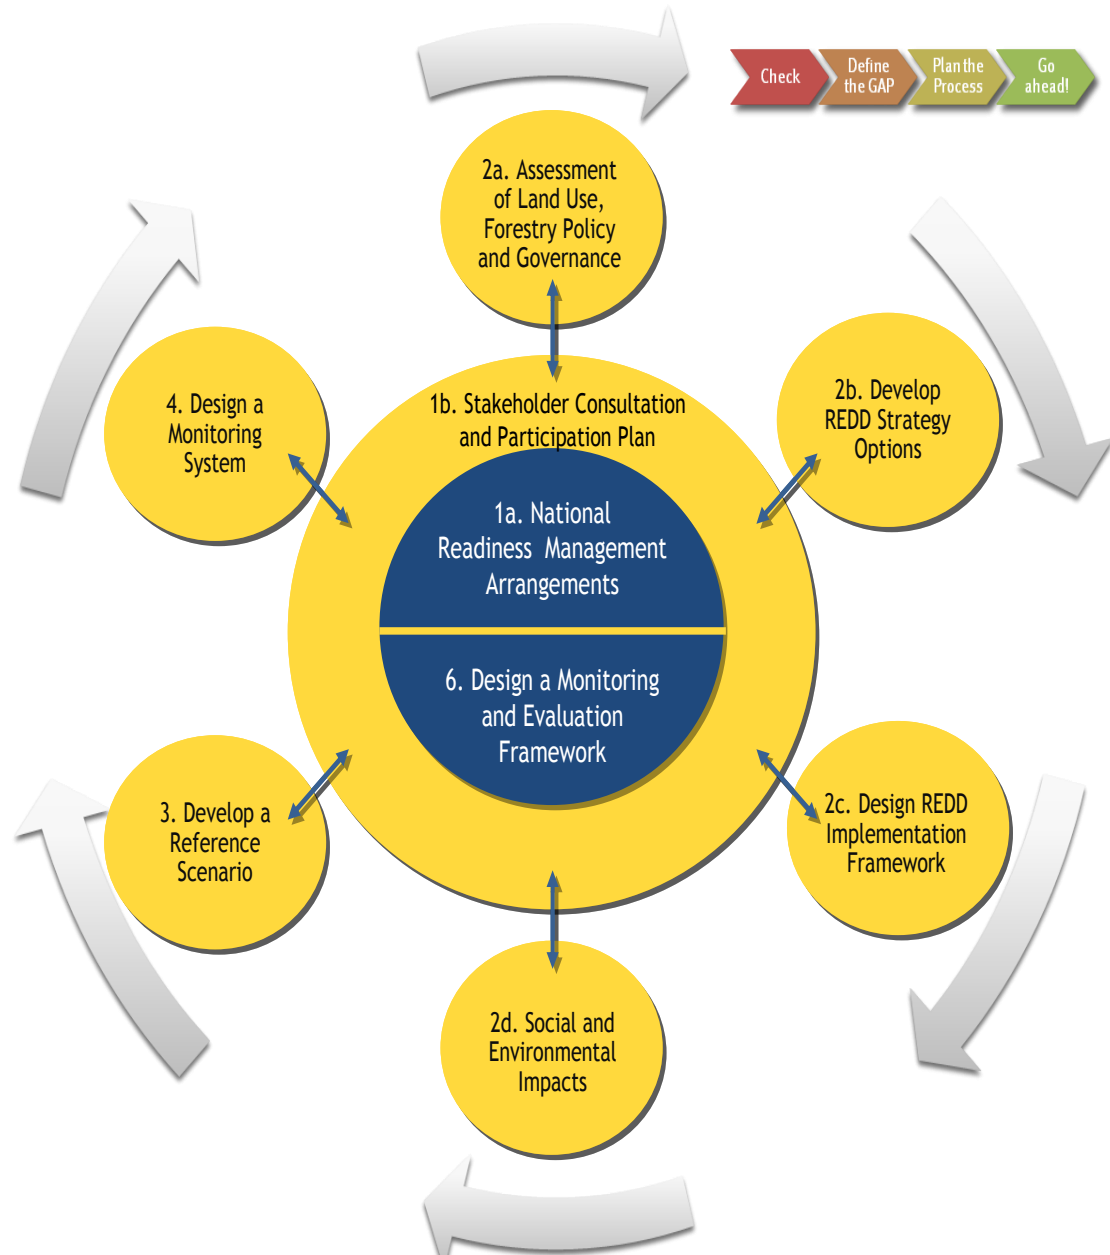 Check
Define
the GAP
Plan the
Process
Go
ahead!
2a. Assessment
of Land Use,
Forestry Policy
and Governance
2b. Develop
REDD Strategy
Options
4. Design a
Monitoring
System
1b. Stakeholder Consultation
and Participation Plan
1a. National
Readiness Management
Arrangements
6. Design a Monitoring
and Evaluation
Framework
3. Develop a
Reference
Scenario
2c. Design REDD
Implementation
Framework
2d. Social and
Environmental
Impacts